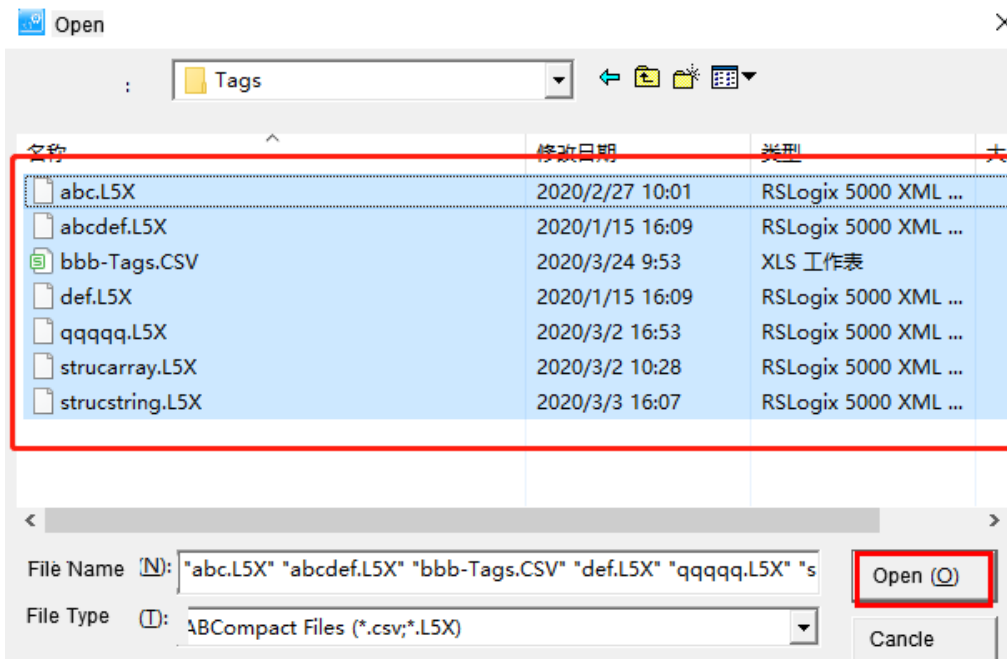 Open
: Tags
名称 修改日期 类型 大
abc.L5X 2020/2/27 10:01 RSLogix 5000 XML ...
abcdef.L5X 2020/1/15 16:09 RSLogix 5000 XML ...
bbb-Tags.CSV 2020/3/24 9:53 XLS 工作表
def.L5X 2020/1/15 16:09 RSLogix 5000 XML ...
qqqqq.L5X 2020/3/2 16:53 RSLogix 5000 XML ...
strucarray.L5X 2020/3/2 10:28 RSLogix 5000 XML ...
strucstring.L5X 2020/3/3 16:07 RSLogix 5000 XML ...
File Name (N): "abc.L5X" "abcdef.L5X" "bbb-Tags.CSV" "def.L5X" "qqqqq.L5X" "s Open (O)
File Type (T): ABCompact Files (*.csv;*.L5X) Cancle